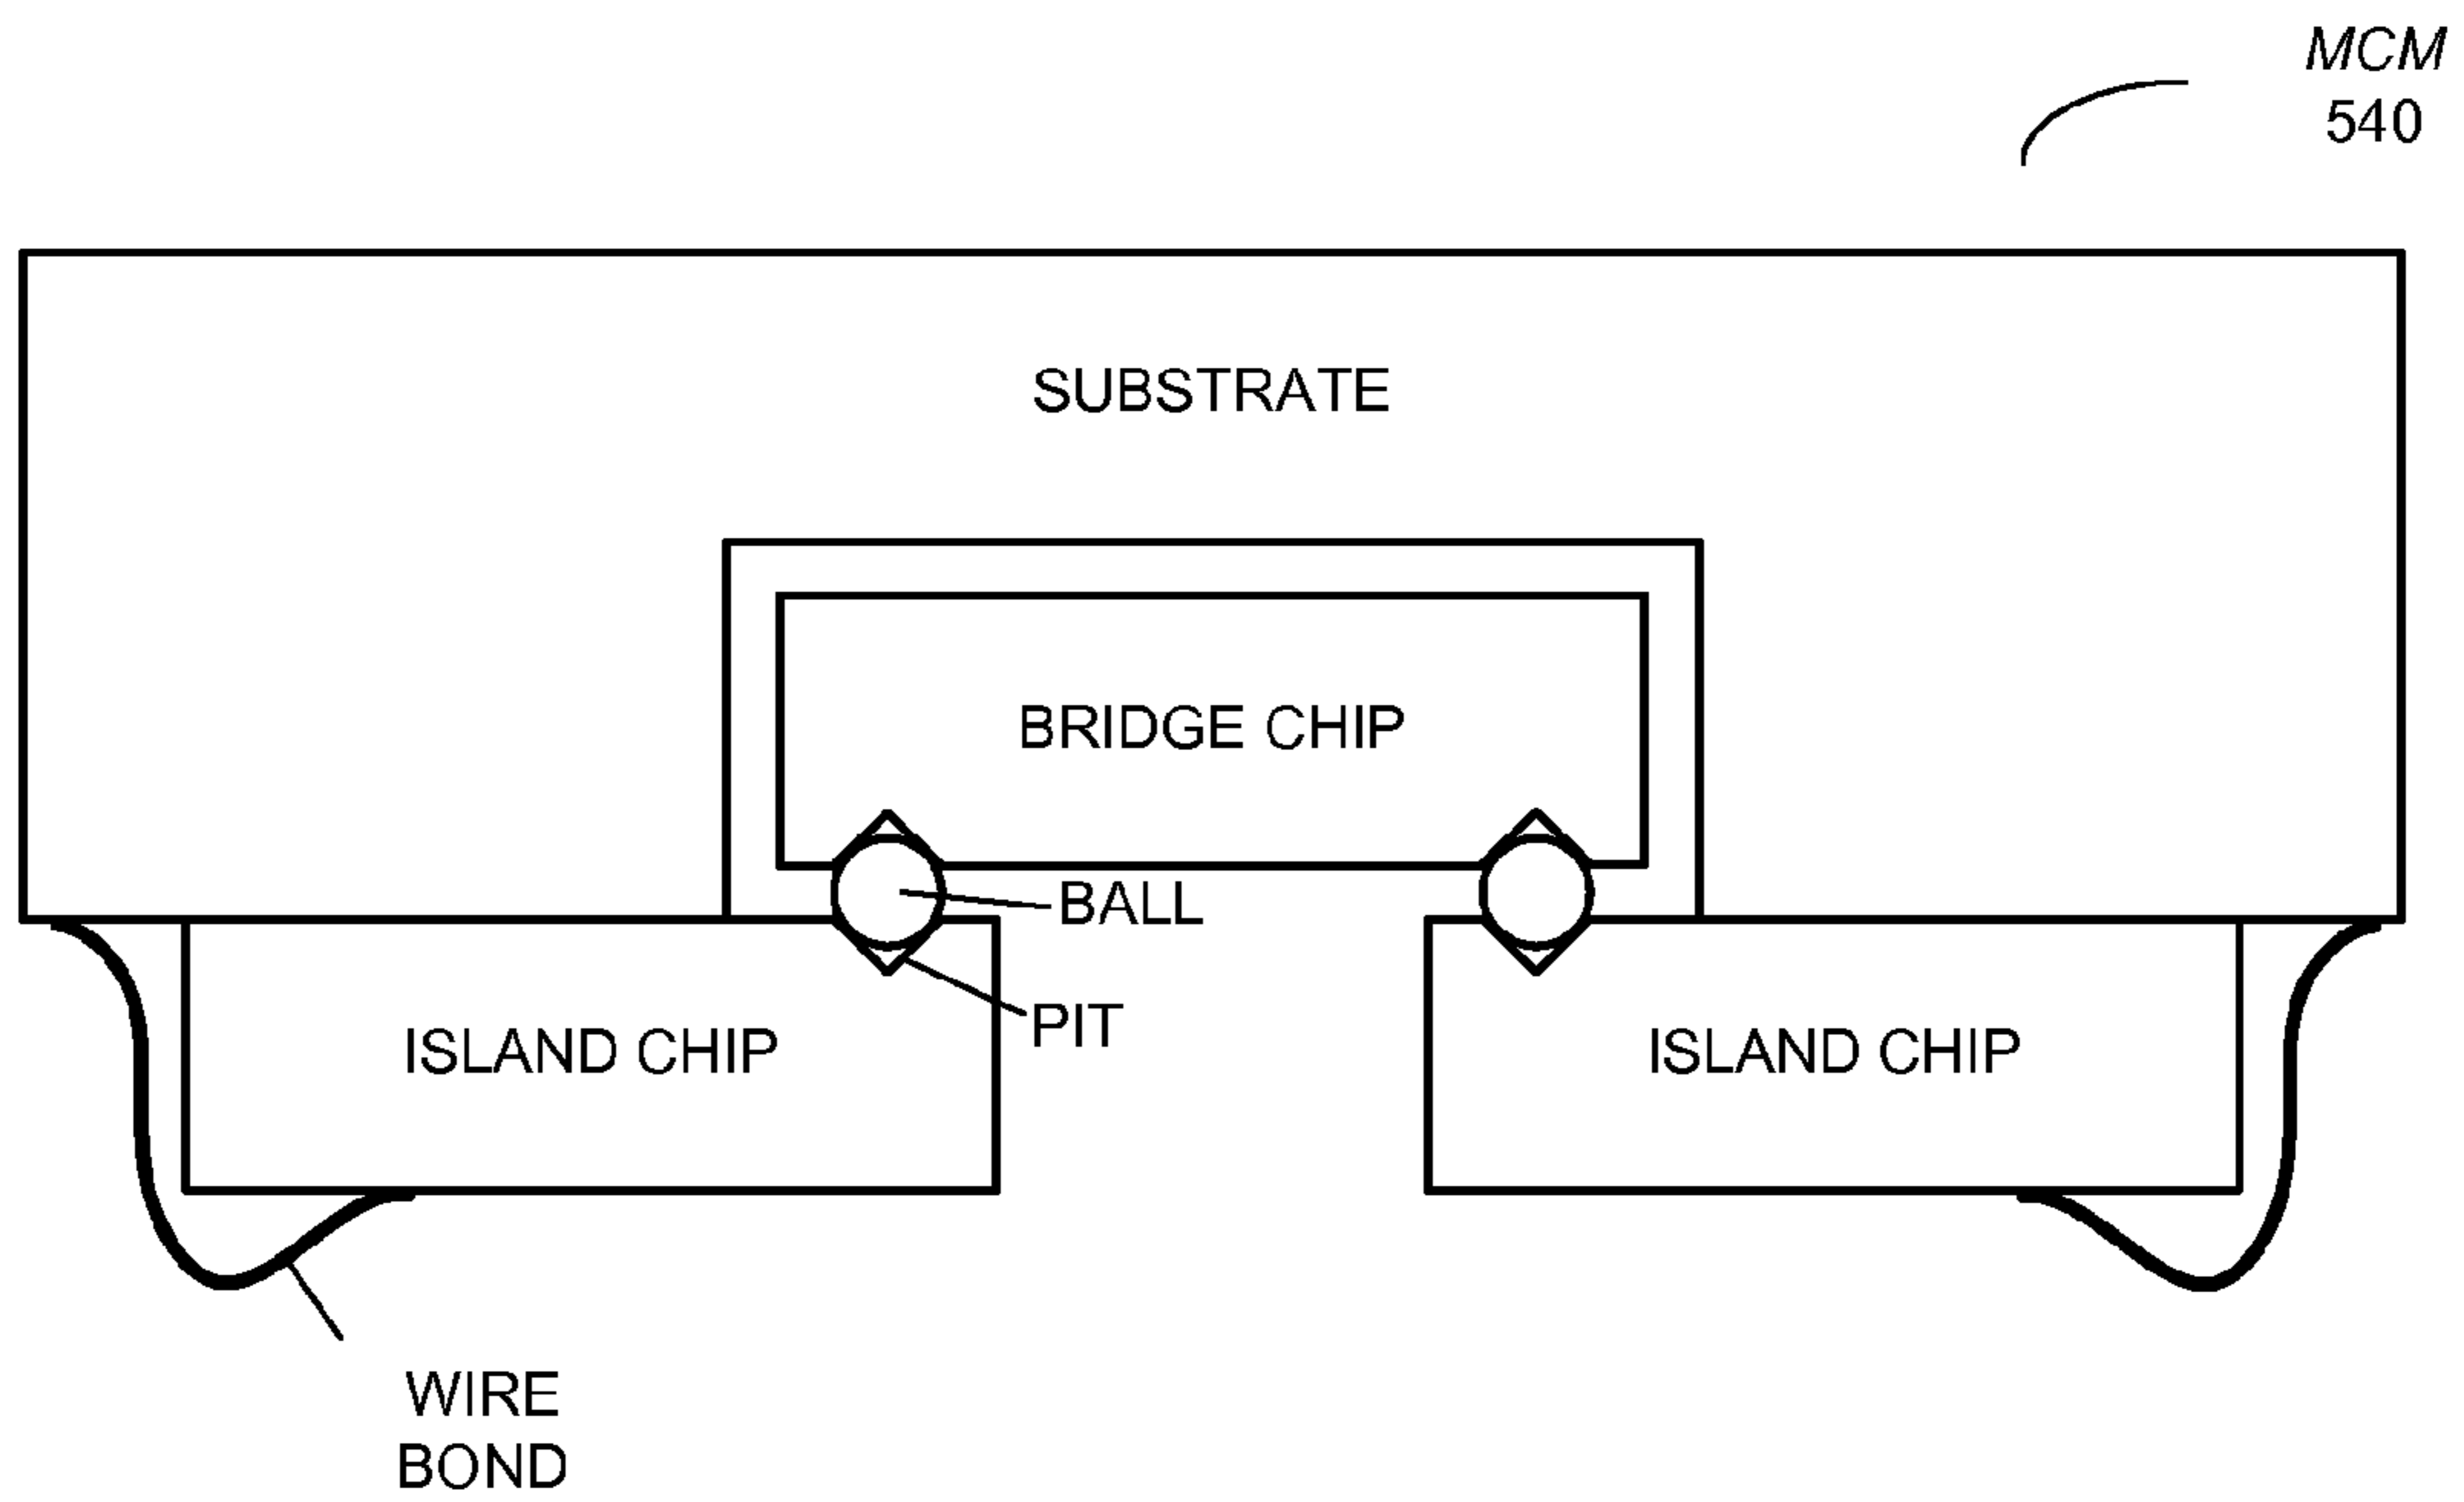 MCM
540
SUBSTRATE
BRIDGE CHIP
BALL
PIT
ISLAND CHIP
ISLAND CHIP
WIRE
BOND